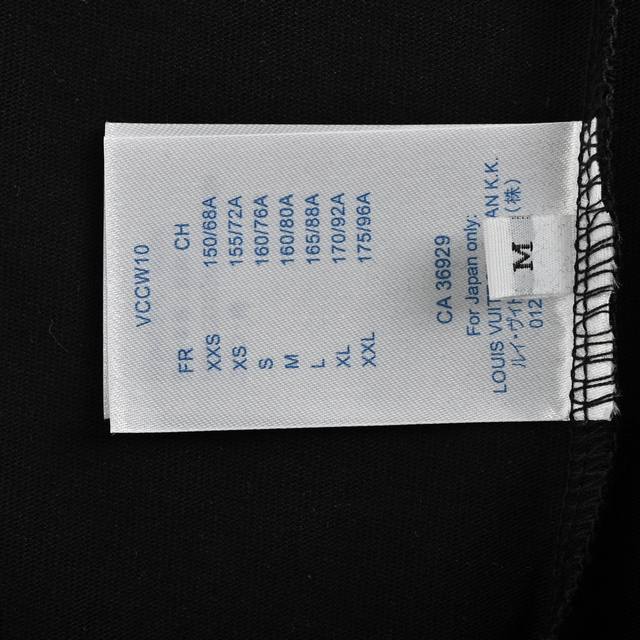 VCCW10
FR CH
XXS 150/68A
XS 155/72A
S 160/76A
M 160/80A
L 165/88A
XL 170/92A
XXL 175/96A
CA 36929
For Japan only:
LOUIS VUIT AN K.K.
ルイ・ヴィ (株)
012
M